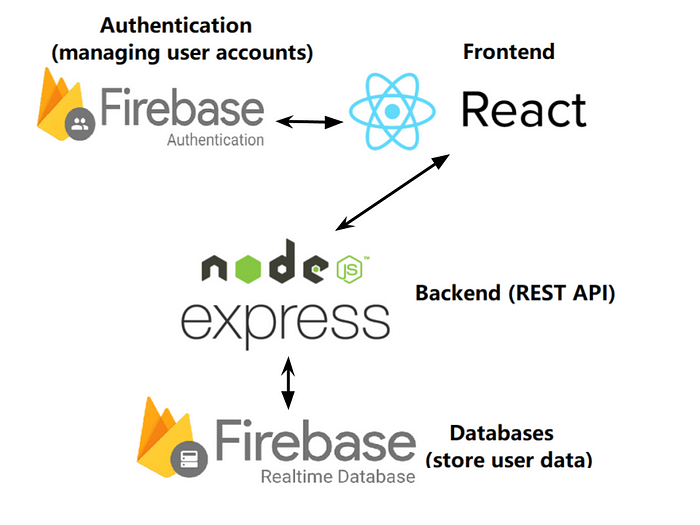 Authentication
(managing user accounts)
Frontend
Firebase
Authentication
React
node
JS™
express
Backend (REST API)
Firebase
Realtime Database
Databases
(store user data)